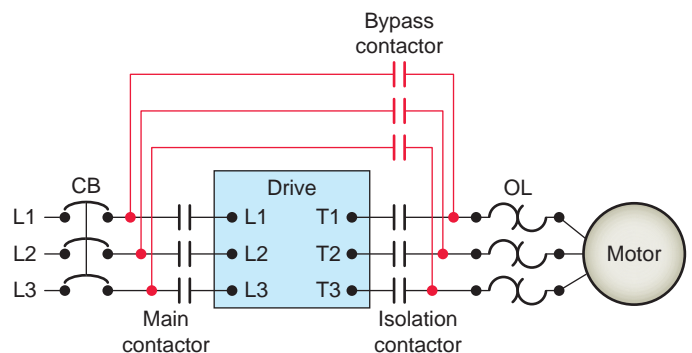 Bypass
contactor
CB
Drive
OL
L1
L1
T1
L2
L2
T2
Motor
L3
L3
T3
Main
contactor
Isolation
contactor